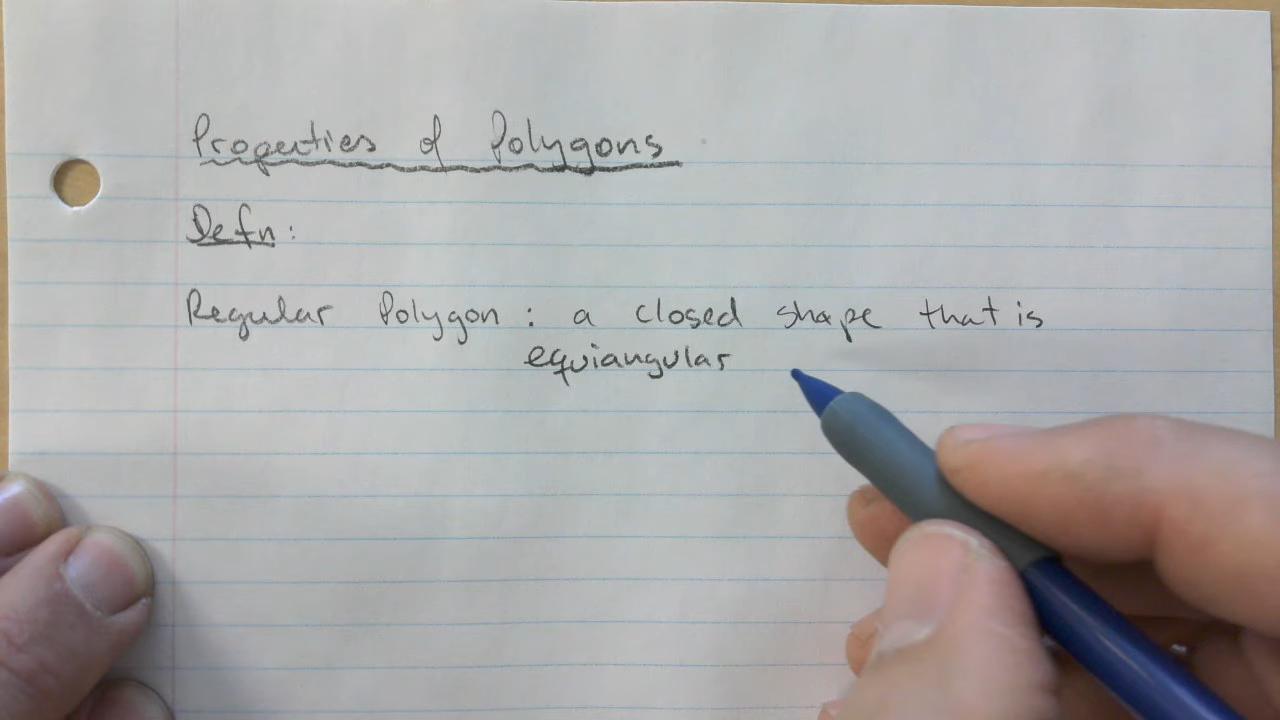 Properties of Polygons
Defn:
Regular Polygon: a closed shape that is
equiangular